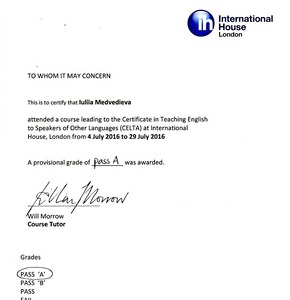 ih
International
House
London
TO WHOM IT MAY CONCERN
This is to certify that Iuliia Medvedieva
attended a course leading to the Certificate in Teaching English
to Speakers of Other Languages (CELTA) at International
House, London from 4 July 2016 to 29 July 2016
A provisional grade of pass A was awarded.
Will Morrow
Will Morrow
Course Tutor
Grades
PASS 'A'
PASS 'B'
PASS
FAIL